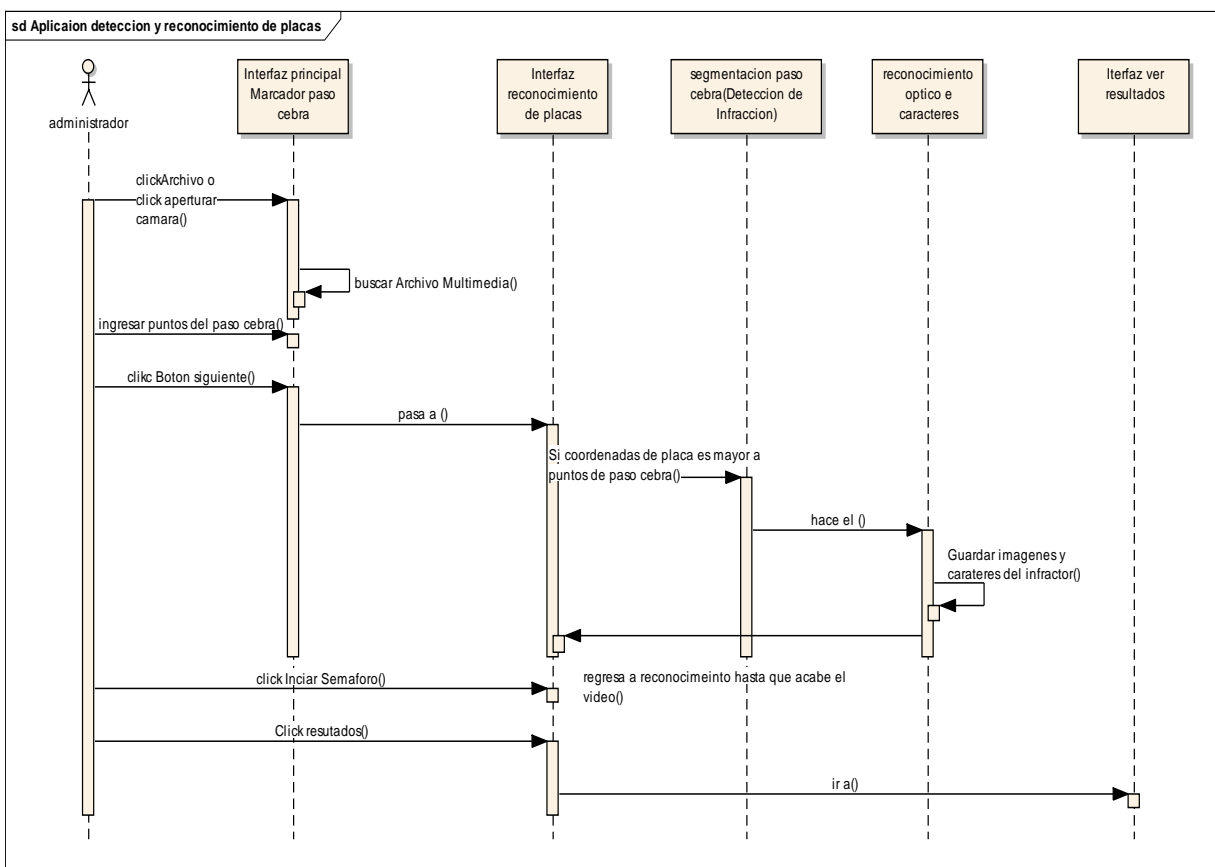 sd Aplicaion deteccion y reconocimiento de placas
administrador
Interfaz principal
Marcador paso
cebra
Interfaz
reconocimiento
de placas
segmentacion paso
cebra(Deteccion de
Infraccion)
reconocimiento
optico e
caracteres
Iterfaz ver
resultados
clickArchivo o
click aperturar
camara()
buscar Archivo Multimedia()
ingresar puntos del paso cebra()
clikc Boton siguiente()
pasa a ()
Si coordenadas de placa es mayor a
puntos de paso cebra()
hace el ()
Guardar imagenes y
carateres del infractor()
regresa a reconocimeinto hasta que acabe el
video()
click Inciar Semaforo()
Click resutados()
ir a()